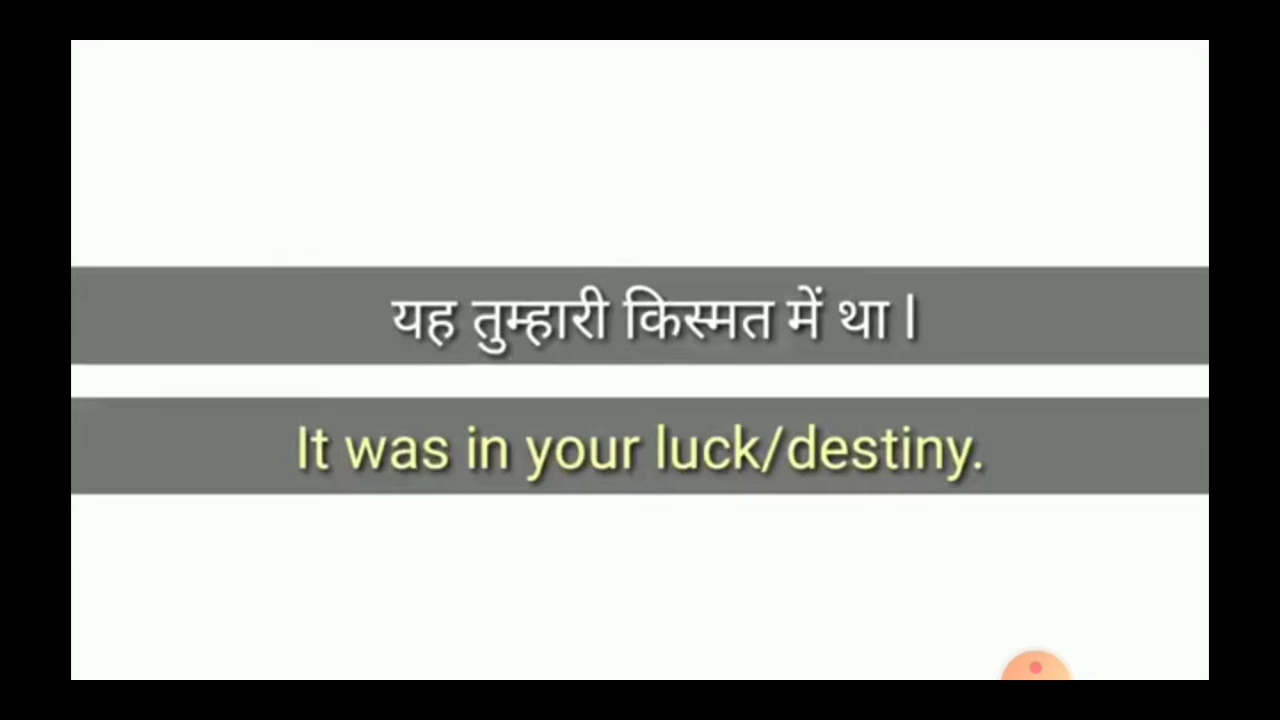 यह तुम्हारी किस्मत में था l
It was in your luck/destiny.